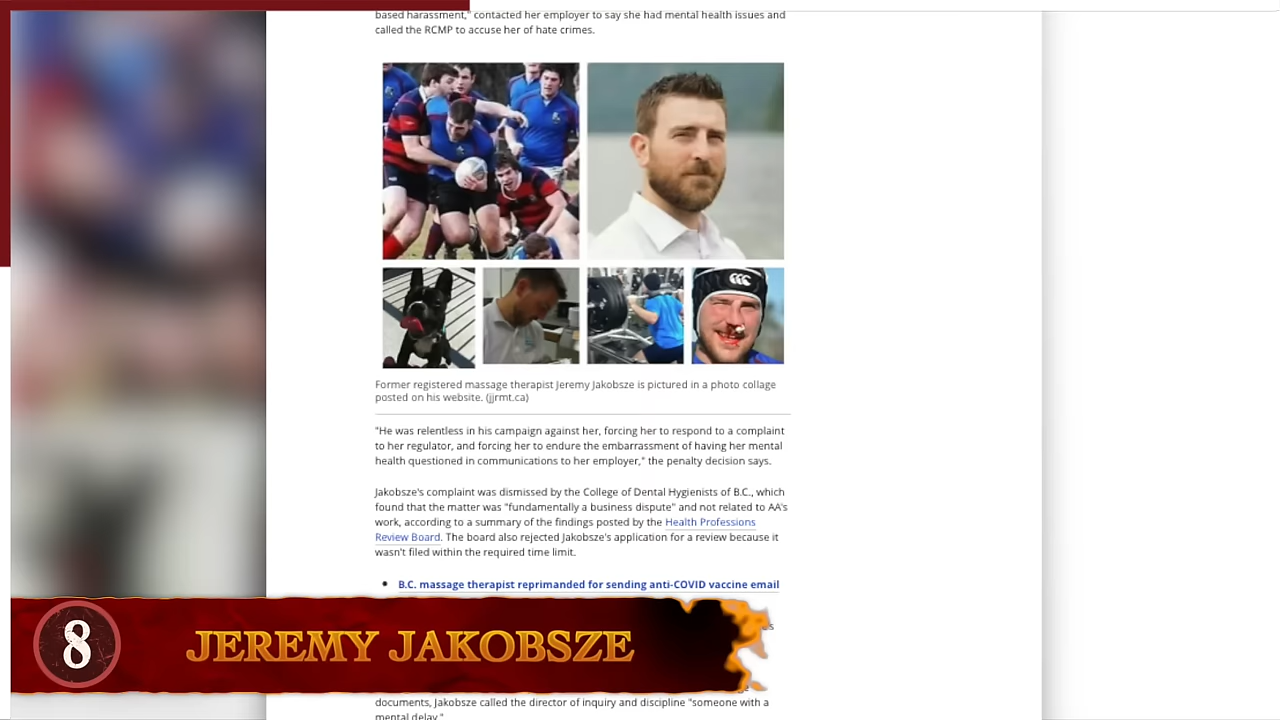 based harassment," contacted her employer to say she had mental health issues and
called the RCMP to accuse her of hate crimes.
CCC
Former registered massage therapist Jeremy Jakobsze is pictured in a photo collage
posted on his website. (jjrmt.ca)
"He was relentless in his campaign against her, forcing her to respond to a complaint
to her regulator, and forcing her to endure the embarrassment of having her mental
health questioned in communications to her employer," the penalty decision says.
Jakobsze's complaint was dismissed by the College of Dental Hygienists of B.C., which
found that the matter was "fundamentally a business dispute" and not related to AA's
work, according to a summary of the findings posted by the Health Professions
Review Board. The board also rejected Jakobsze's application for a review because it
wasn't filed within the required time limit.
• B.C. massage therapist reprimanded for sending anti-COVID vaccine email
8 JEREMY JAKOBSZE
documents, Jakobsze called the director of inquiry and discipline "someone with a
mental delay."